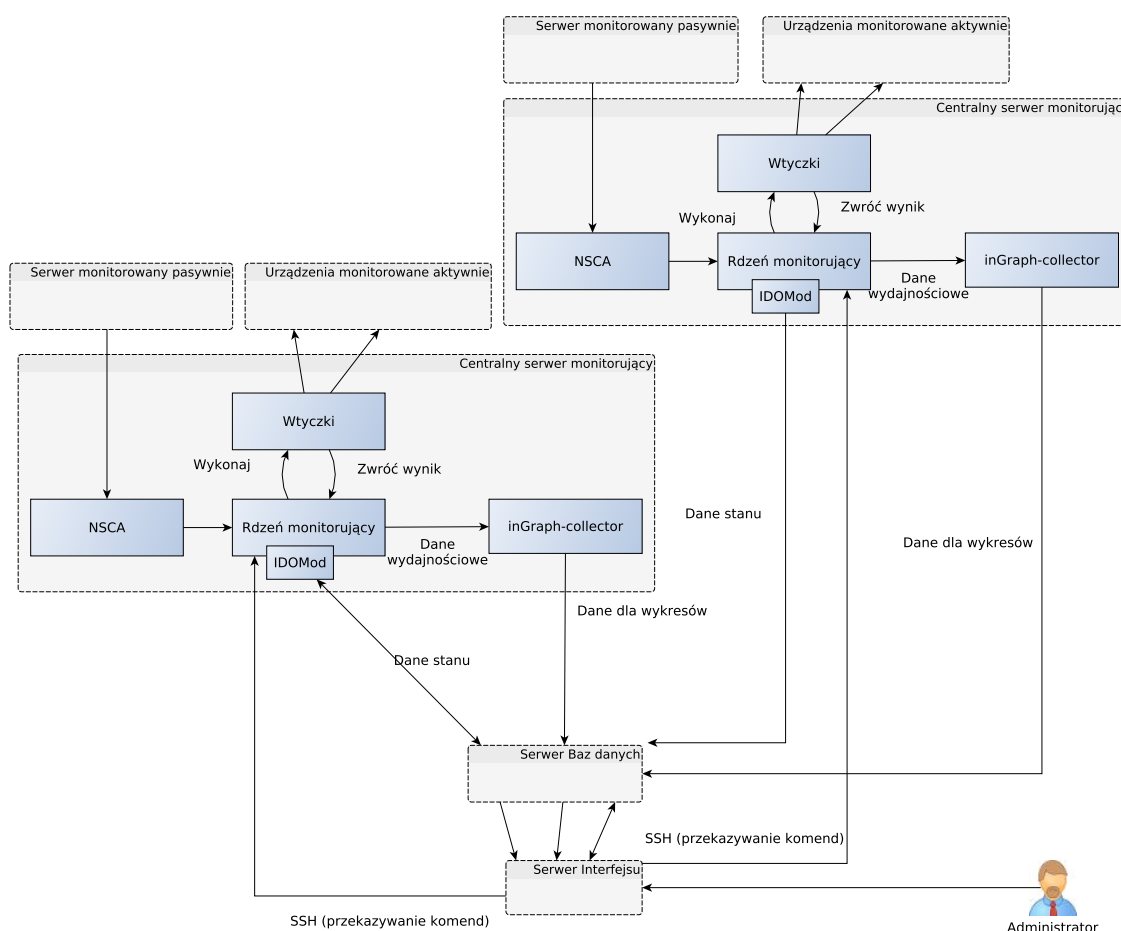 Serwer monitorowany pasywnie
Urządzenia monitorowane aktywnie
Centralny serwer monitorując
Wtyczki
Wykonaj
Zwróć wynik
NSCA
Rdzeń monitorujący
inGraph-collector
IDOMod
Dane
wydajnościowe
Serwer monitorowany pasywnie
Urządzenia monitorowane aktywnie
Centralny serwer monitorujący
Wtyczki
Wykonaj
Zwróć wynik
NSCA
Rdzeń monitorujący
inGraph-collector
IDOMod
Dane
wydajnościowe
Dane stanu
Dane dla wykresów
Dane dla wykresów
Dane stanu
Serwer Baz danych
SSH (przekazywanie komend)
Serwer Interfejsu
SSH (przekazywanie komend)
Administrator